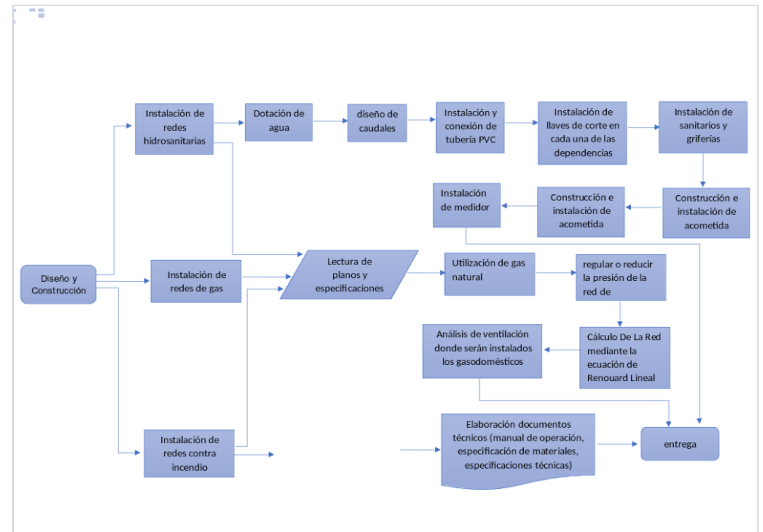 Instalación de
redes
hidrosanitarias
Dotación de
agua
diseño de
caudales
Instalación y
conexión de
tubería PVC
Instalación de
llaves de corte en
cada una de las
dependencias
Instalación de
sanitarios y
griferías
Instalación
de medidor
Construcción e
instalación de
acometida
Construcción e
instalación de
acometida
Diseño y
Construcción
Instalación de
redes de gas
Lectura de
planos y
especificaciones
Utilización de gas
natural
regular o reducir
la presión de la
red de
Análisis de ventilación
donde serán instalados
los gasodomésticos
Cálculo De La Red
mediante la
ecuación de
Renouard Lineal
Instalación de
redes contra
incendio
Elaboración documentos
técnicos (manual de operación,
especificación de materiales,
especificaciones técnicas)
entrega